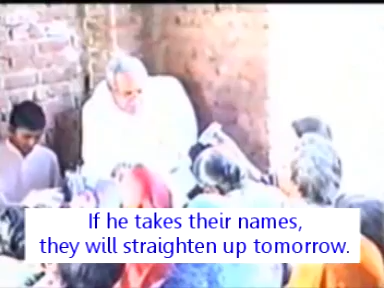 If he takes their names,
they will straighten up tomorrow.